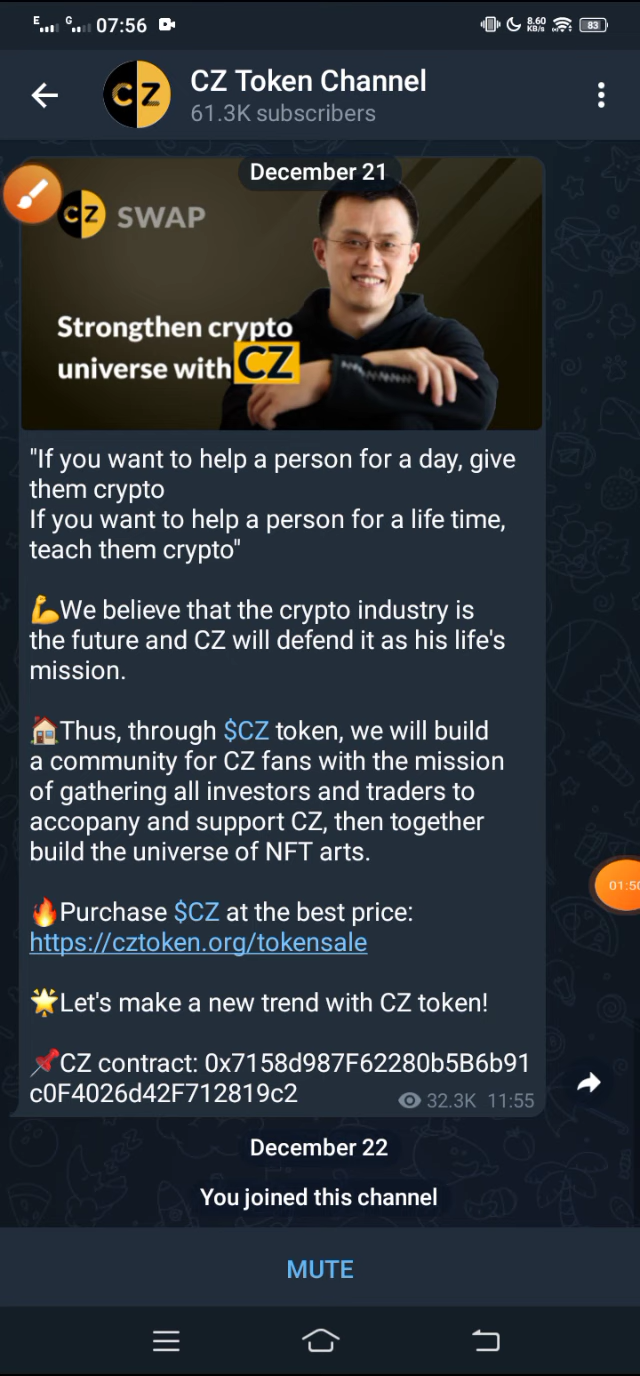 E G 07:56 8.60 KB/s 83
CZ Token Channel
61.3K subscribers
December 21
CZ SWAP
Strongthen crypto
universe with CZ
"If you want to help a person for a day, give
them crypto
If you want to help a person for a life time,
teach them crypto"
💪We believe that the crypto industry is
the future and CZ will defend it as his life's
mission.
🏠Thus, through $CZ token, we will build
a community for CZ fans with the mission
of gathering all investors and traders to
accopany and support CZ, then together
build the universe of NFT arts.
🔥Purchase $CZ at the best price:
https://cztoken.org/tokensale
🌟Let's make a new trend with CZ token!
📌CZ contract: 0x7158d987F62280b5B6b91
c0F4026d42F712819c2
32.3K 11:55
December 22
You joined this channel
MUTE